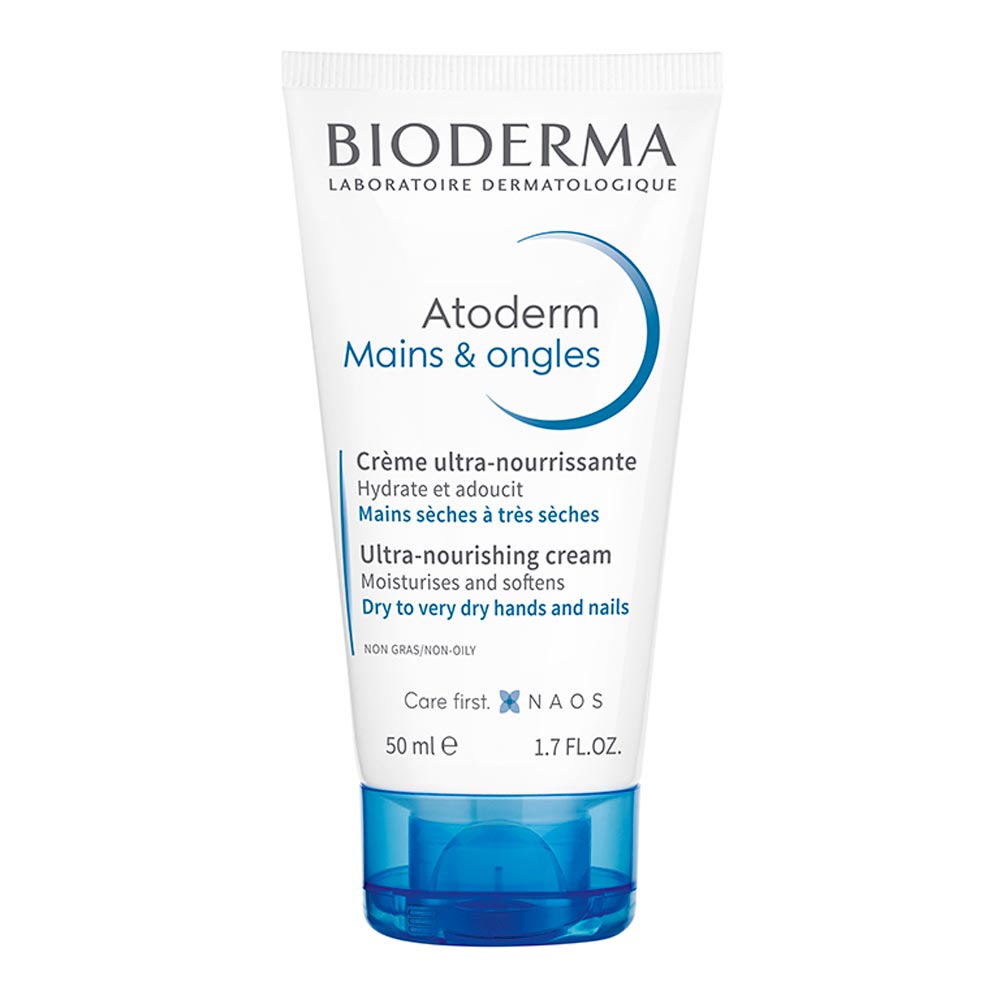 BIODERMA
LABORATOIRE DERMATOLOGIQUE
Atoderm
Mains & ongles
Crème ultra-nourrissante
Hydrate et adoucit
Mains sèches à très sèches
Ultra-nourishing cream
Moisturises and softens
Dry to very dry hands and nails
NON GRAS/NON-OILY
Care first. NAOS
50 ml ℮ 1.7 FL.OZ.